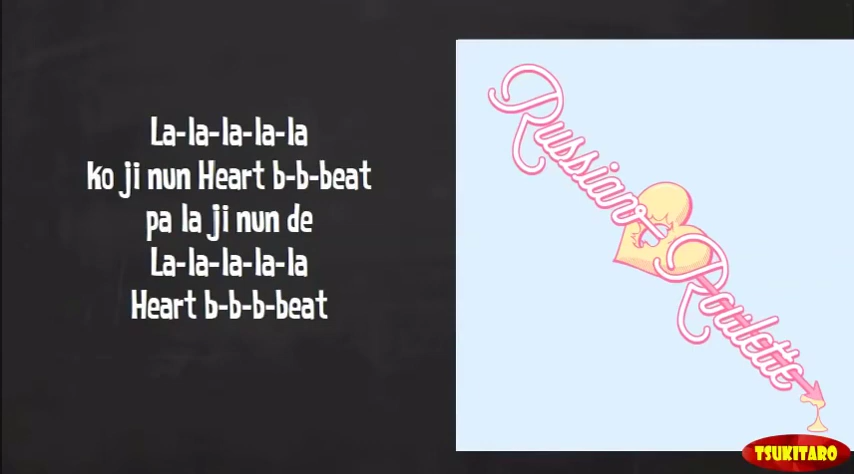 La-la-la-la-la
ko ji nun Heart b-b-beat
pa la ji nun de
La-la-la-la-la
Heart b-b-b-beat
Russian Roulette
TSUKITARO